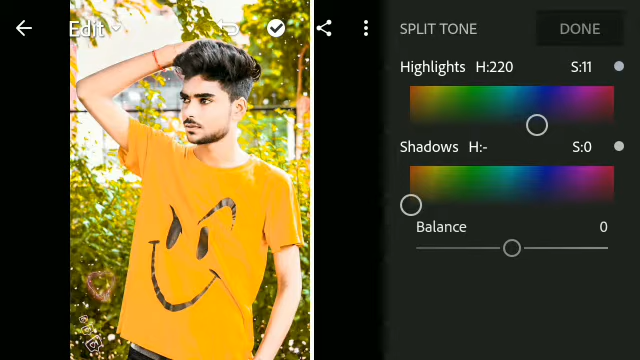 Edit
SPLIT TONE
DONE
Highlights H:220 S:11
Shadows H:- S:0
Balance 0